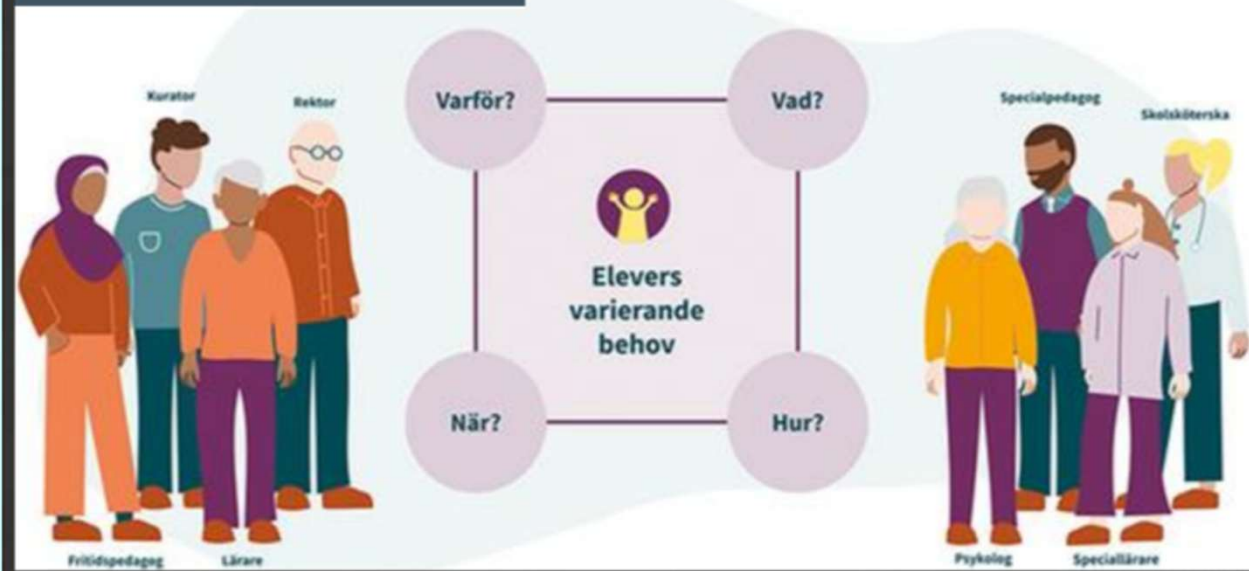 Kurator
Rektor
Varför?
Vad?
Specialpedagog
Skolsköterska
Elevers
varierande
behov
När?
Hur?
Fritidspedagog
Lärare
Psykolog
Speciallärare